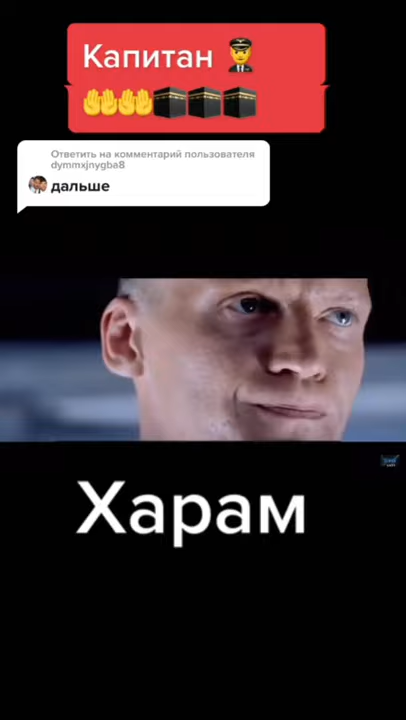 Капитан 👨‍✈️
🤲🤲🕋🕋🕋
Ответить на комментарий пользователя
dymmxjnygba8
дальше
Харам